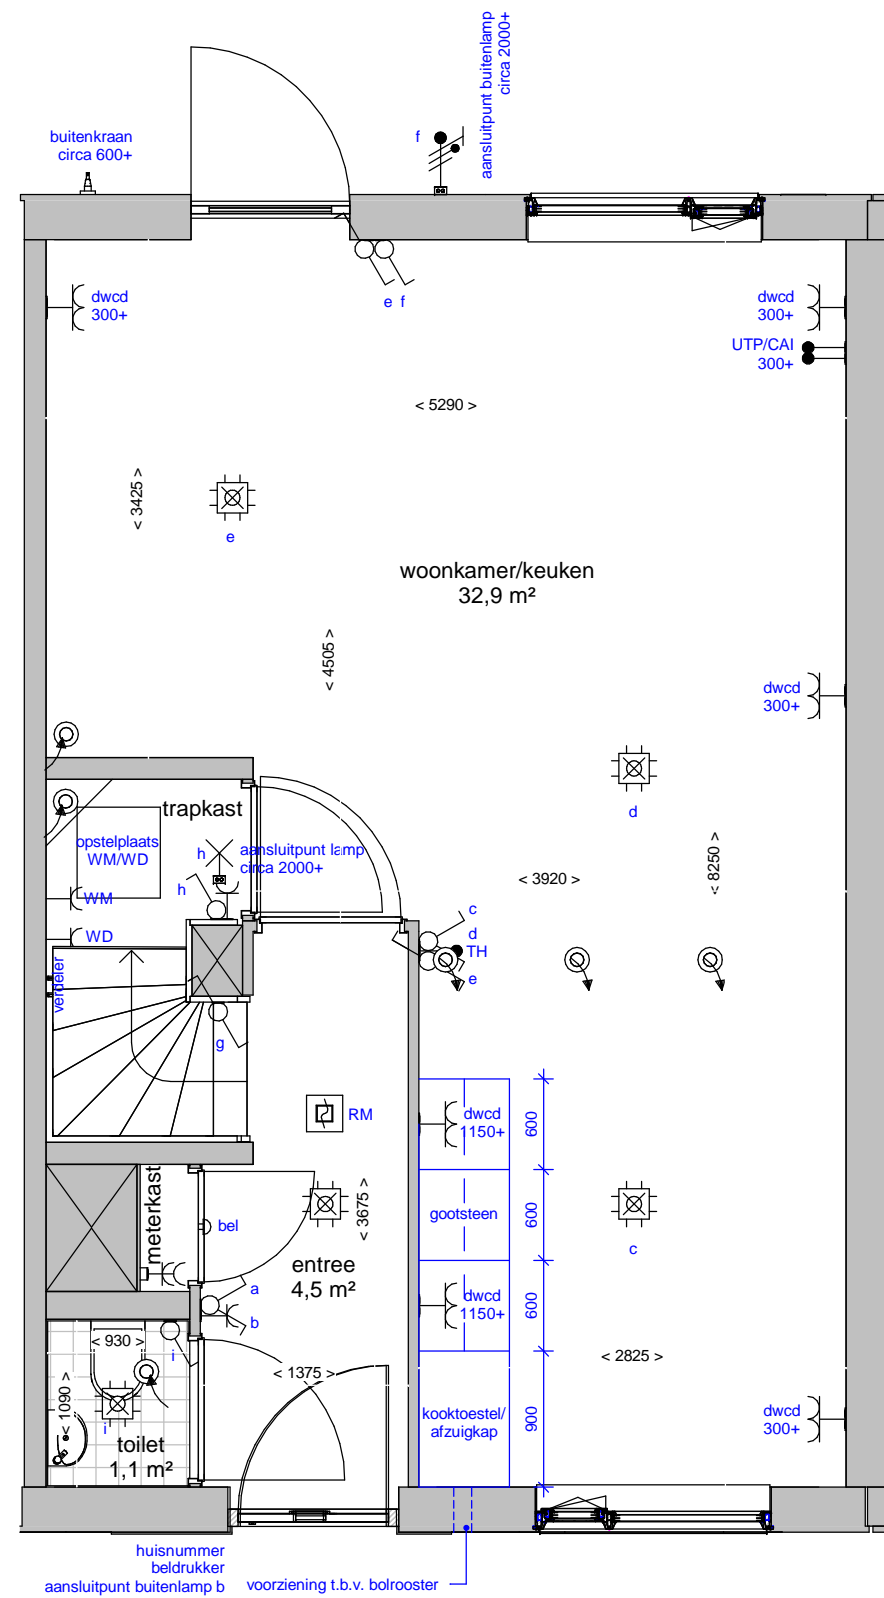 aansluitpunt buitenlamp
circa 2000+
buitenkraan
circa 600+
f
e f
dwcd
300+
dwcd
300+
UTP/CAI
300+
< 5290 >
< 3425 >
e
woonkamer/keuken
32,9 m²
< 4505 >
dwcd
300+
d
trapkast
opstelplaats
WM/WD
h
aansluitpunt lamp
circa 2000+
h
WM
WD
verdeler
< 3920 >
< 8250 >
c
d
TH
e
g
RM
dwcd
1150+
600
gootsteen
600
c
meterkast
bel
< 3675 >
entree
4,5 m²
a
b
dwcd
1150+
600
i
< 930 >
< 1090 >
i
toilet
1,1 m²
< 1375 >
< 2825 >
kooktoestel/
afzuigkap
900
dwcd
300+
huisnummer
beldrukker
aansluitpunt buitenlamp b
voorziening t.b.v. bolrooster